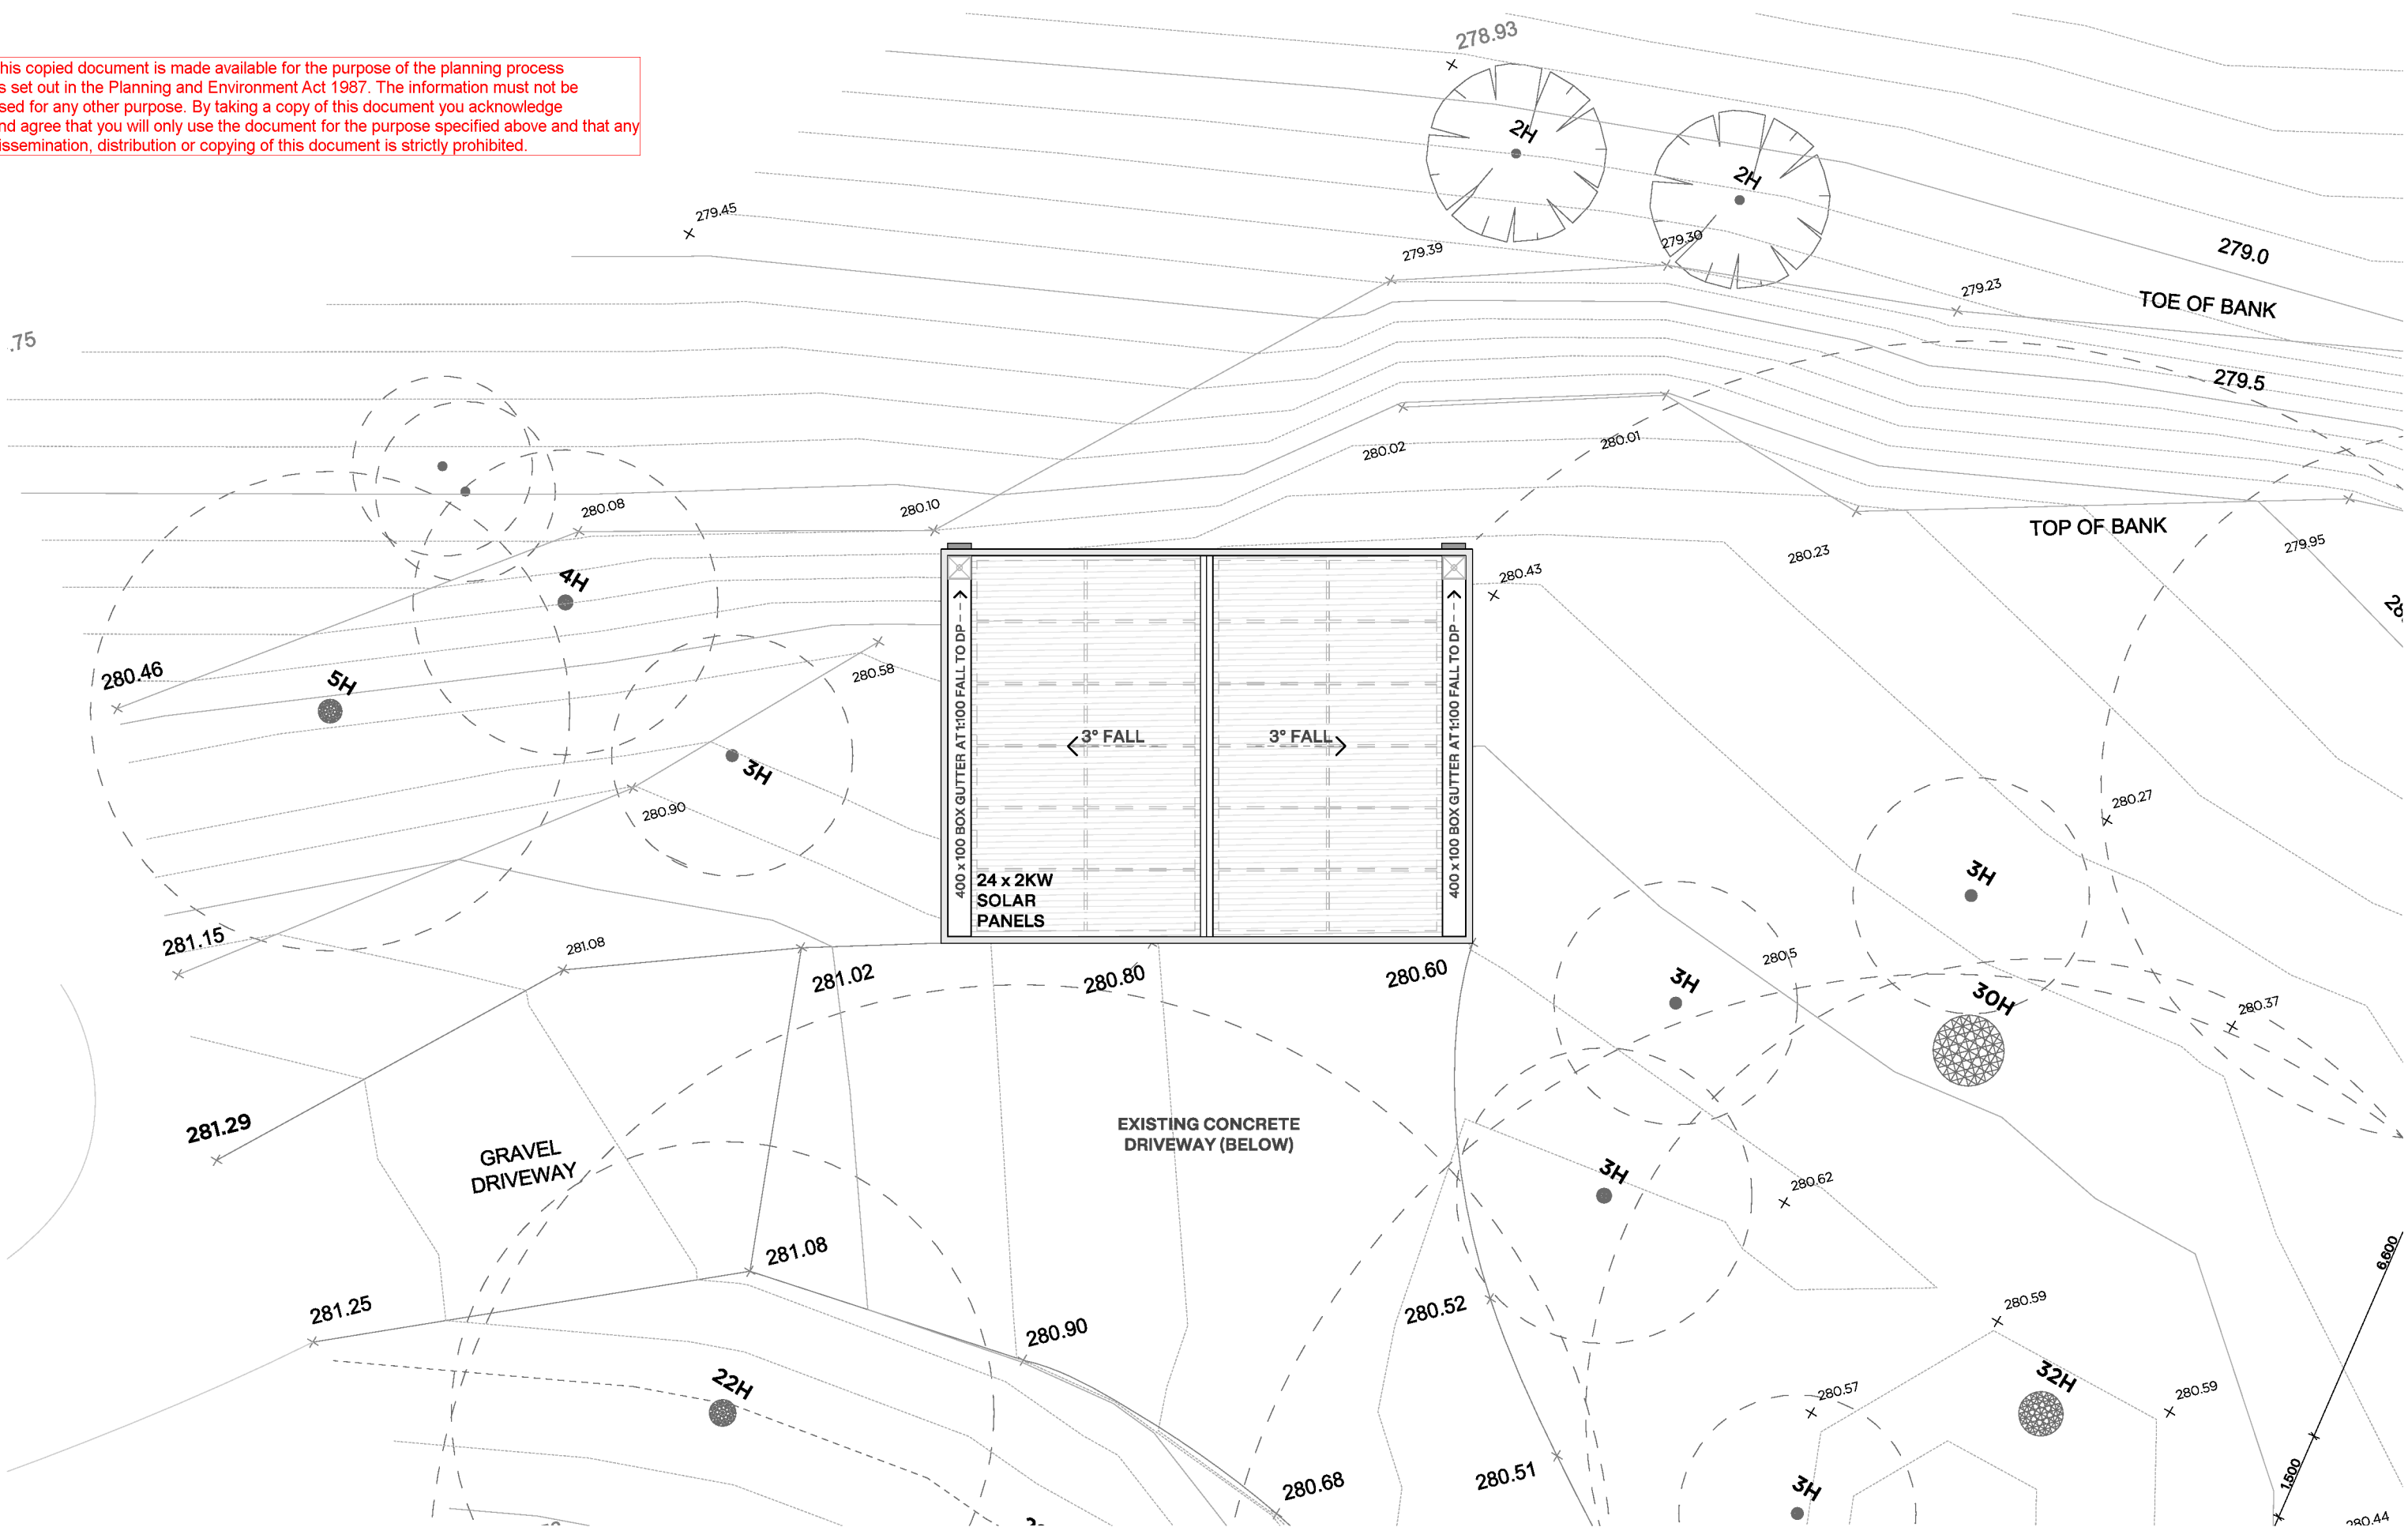 his copied document is made available for the purpose of the planning process
s set out in the Planning and Environment Act 1987. The information must not be
sed for any other purpose. By taking a copy of this document you acknowledge
nd agree that you will only use the document for the purpose specified above and that any
issemination, distribution or copying of this document is strictly prohibited.
278.93
2H
2H
279.45
279.39
279.30
279.0
279.23
TOE OF BANK
.75
279.5
280.02
280.01
280.08
280.10
TOP OF BANK
280.23
279.95
280.43
4H
280.46
5H
280.58
3H
280.90
400 x 100 BOX GUTTER AT 1:100 FALL TO DP
3° FALL
3° FALL
400 x 100 BOX GUTTER AT 1:100 FALL TO DP
24 x 2KW
SOLAR
PANELS
280.27
3H
281.15
281.08
281.02
280.80
280.60
280.5
3H
30H
280.37
281.29
GRAVEL
DRIVEWAY
EXISTING CONCRETE
DRIVEWAY (BELOW)
3H
280.62
281.08
281.25
280.90
280.52
280.59
6,600
22H
280.57
32H
280.59
280.68
280.51
3H
1,500
280.44